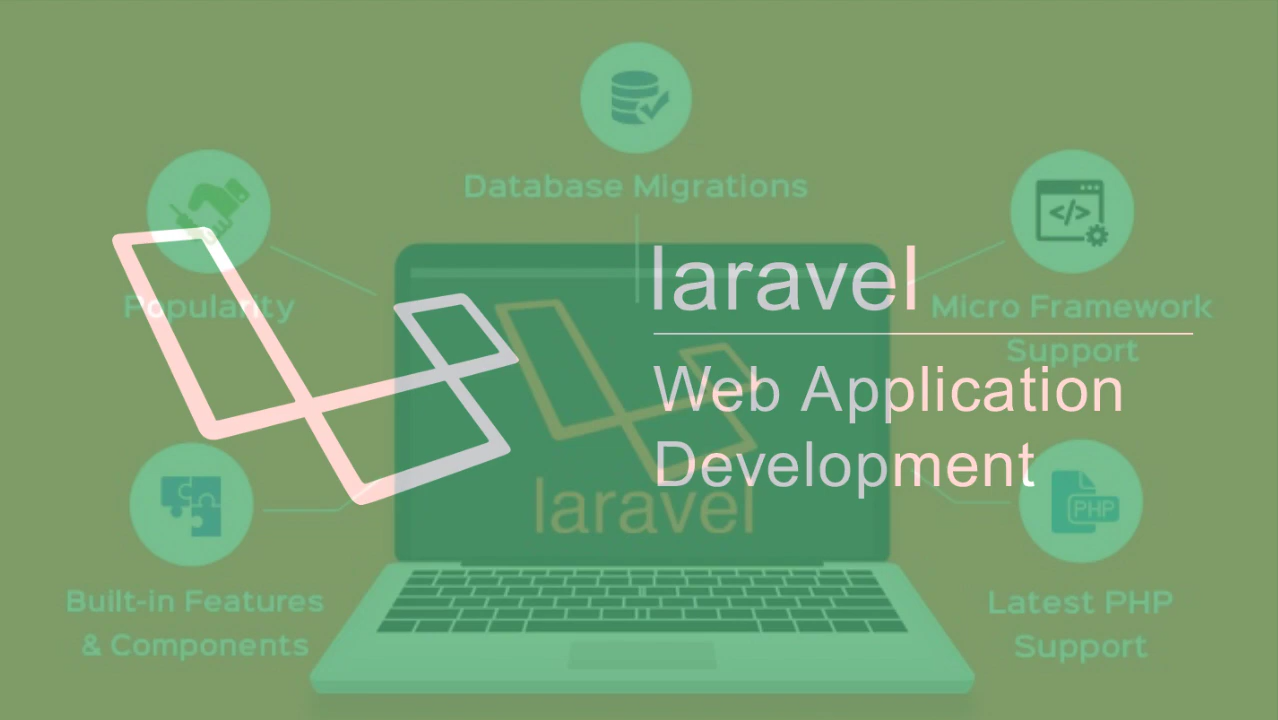 Database Migrations
Popularity
laravel
Micro Framework
Support
Web Application
Development
laravel
PHP
Built-in Features
& Components
Latest PHP
Support